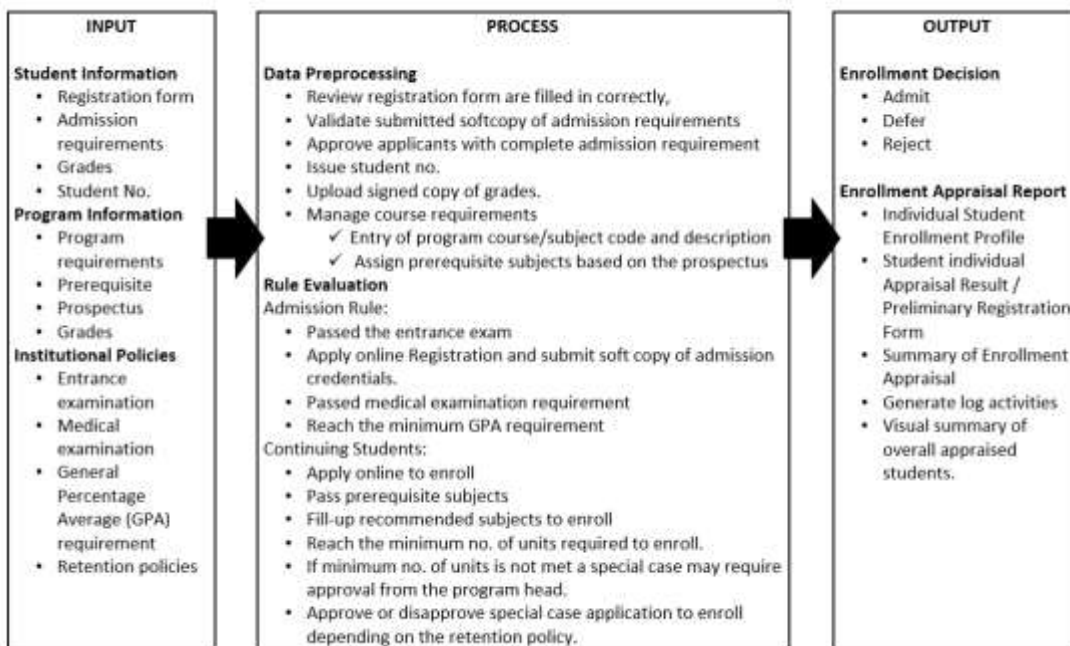 INPUT
Student Information
• Registration form
• Admission
requirements
• Grades
• Student No.
Program Information
• Program
requirements
• Prerequisite
• Prospectus
• Grades
Institutional Policies
• Entrance
examination
• Medical
examination
• General
Percentage
Average (GPA)
requirement
• Retention policies
PROCESS
Data Preprocessing
• Review registration form are filled in correctly,
• Validate submitted softcopy of admission requirements
• Approve applicants with complete admission requirement
• Issue student no.
• Upload signed copy of grades.
• Manage course requirements
✓ Entry of program course/subject code and description
✓ Assign prerequisite subjects based on the prospectus
Rule Evaluation
Admission Rule:
• Passed the entrance exam
• Apply online Registration and submit soft copy of admission
credentials.
• Passed medical examination requirement
• Reach the minimum GPA requirement
Continuing Students:
• Apply online to enroll
• Pass prerequisite subjects
• Fill-up recommended subjects to enroll
• Reach the minimum no. of units required to enroll.
• If minimum no. of units is not met a special case may require
approval from the program head.
• Approve or disapprove special case application to enroll
depending on the retention policy.
OUTPUT
Enrollment Decision
• Admit
• Defer
• Reject
Enrollment Appraisal Report
• Individual Student
Enrollment Profile
• Student individual
Appraisal Result /
Preliminary Registration
Form
• Summary of Enrollment
Appraisal
• Generate log activities
• Visual summary of
overall appraised
students.